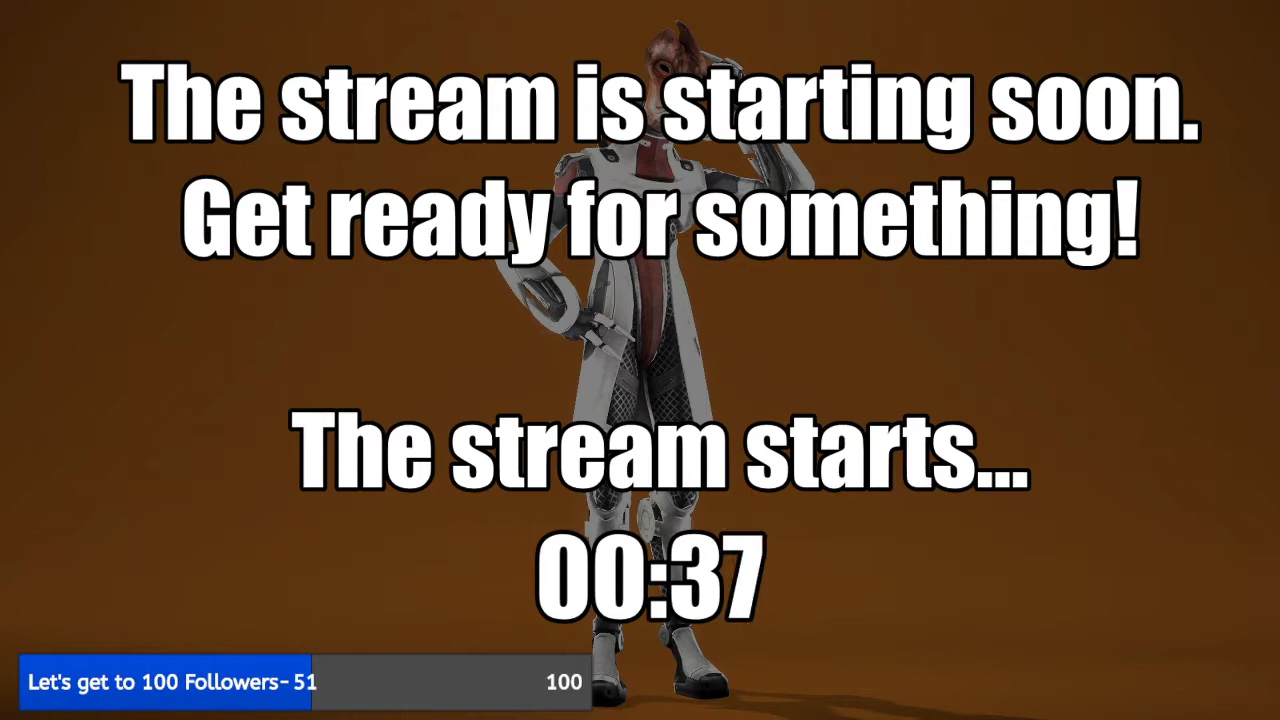 The stream is starting soon.
Get ready for something!
The stream starts...
00:37
Let's get to 100 Followers- 51 100